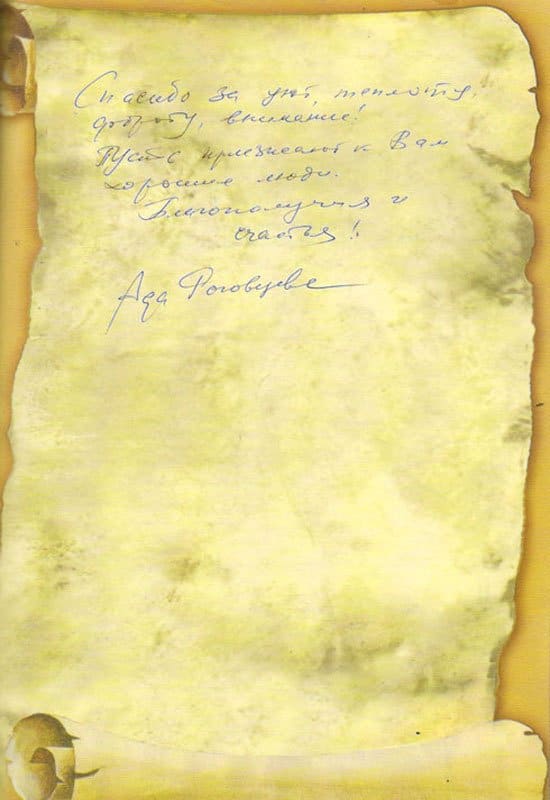 Спасибо за уют, теплоту,
доброту, внимание!
Пусть приезжают к Вам
хорошие люди.
Благополучия и
счастья!
Ада Роговцева